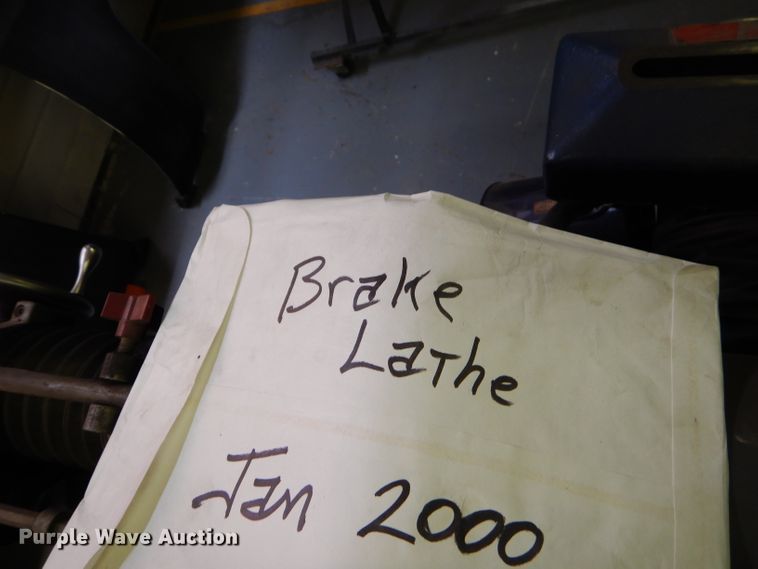 Brake
Lathe
Jan 2000
Purple Wave Auction